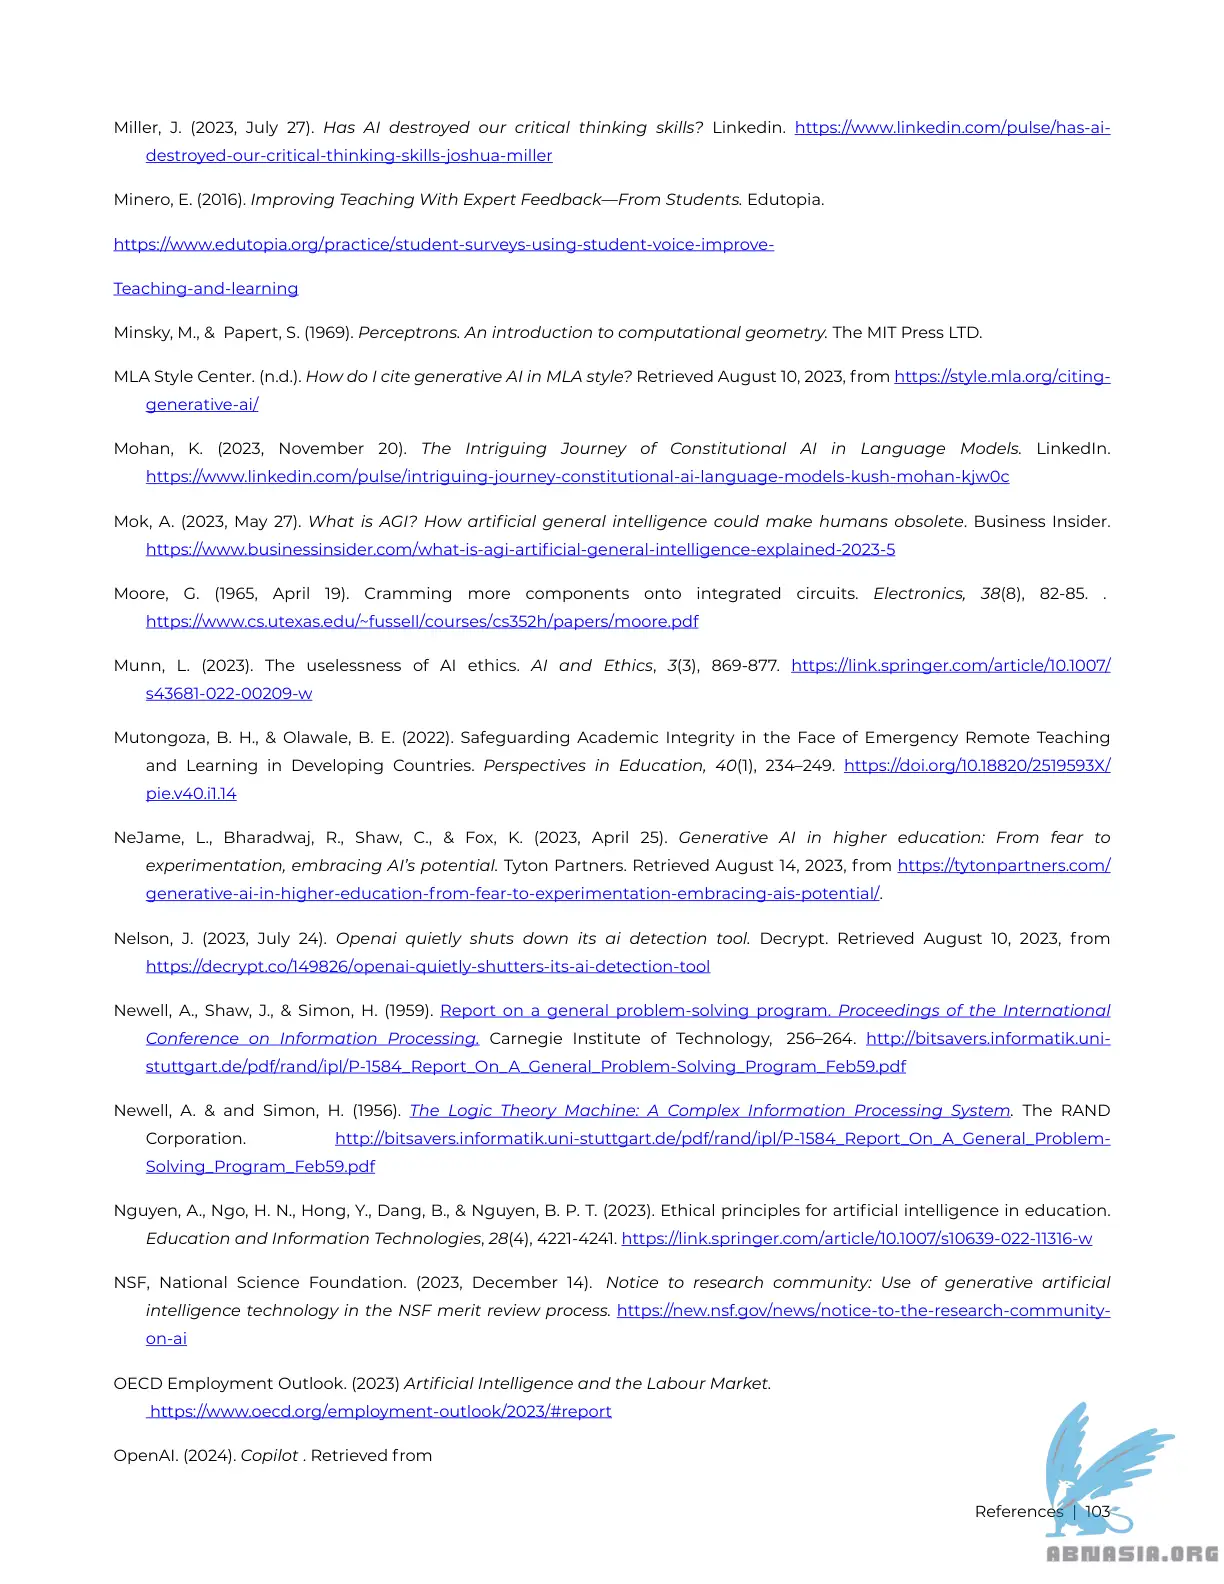 Miller, J. (2023, July 27). Has AI destroyed our critical thinking skills? Linkedin. https://www.linkedin.com/pulse/has-ai-
destroyed-our-critical-thinking-skills-joshua-miller
Minero, E. (2016). Improving Teaching With Expert Feedback—From Students. Edutopia.
https://www.edutopia.org/practice/student-surveys-using-student-voice-improve-
Teaching-and-learning
Minsky, M., & Papert, S. (1969). Perceptrons. An introduction to computational geometry. The MIT Press LTD.
MLA Style Center. (n.d.). How do I cite generative AI in MLA style? Retrieved August 10, 2023, from https://style.mla.org/citing-
generative-ai/
Mohan, K. (2023, November 20). The Intriguing Journey of Constitutional AI in Language Models. LinkedIn.
https://www.linkedin.com/pulse/intriguing-journey-constitutional-ai-language-models-kush-mohan-kjw0c
Mok, A. (2023, May 27). What is AGI? How artificial general intelligence could make humans obsolete. Business Insider.
https://www.businessinsider.com/what-is-agi-artificial-general-intelligence-explained-2023-5
Moore, G. (1965, April 19). Cramming more components onto integrated circuits. Electronics, 38(8), 82-85. .
https://www.cs.utexas.edu/~fussell/courses/cs352h/papers/moore.pdf
Munn, L. (2023). The uselessness of AI ethics. AI and Ethics, 3(3), 869-877. https://link.springer.com/article/10.1007/
s43681-022-00209-w
Mutongoza, B. H., & Olawale, B. E. (2022). Safeguarding Academic Integrity in the Face of Emergency Remote Teaching
and Learning in Developing Countries. Perspectives in Education, 40(1), 234–249. https://doi.org/10.18820/2519593X/
pie.v40.i1.14
NeJame, L., Bharadwaj, R., Shaw, C., & Fox, K. (2023, April 25). Generative AI in higher education: From fear to
experimentation, embracing AI’s potential. Tyton Partners. Retrieved August 14, 2023, from https://tytonpartners.com/
generative-ai-in-higher-education-from-fear-to-experimentation-embracing-ais-potential/.
Nelson, J. (2023, July 24). Openai quietly shuts down its ai detection tool. Decrypt. Retrieved August 10, 2023, from
https://decrypt.co/149826/openai-quietly-shutters-its-ai-detection-tool
Newell, A., Shaw, J., & Simon, H. (1959). Report on a general problem-solving program. Proceedings of the International
Conference on Information Processing. Carnegie Institute of Technology, 256–264. http://bitsavers.informatik.uni-
stuttgart.de/pdf/rand/ipl/P-1584_Report_On_A_General_Problem-Solving_Program_Feb59.pdf
Newell, A. & and Simon, H. (1956). The Logic Theory Machine: A Complex Information Processing System. The RAND
Corporation. http://bitsavers.informatik.uni-stuttgart.de/pdf/rand/ipl/P-1584_Report_On_A_General_Problem-
Solving_Program_Feb59.pdf
Nguyen, A., Ngo, H. N., Hong, Y., Dang, B., & Nguyen, B. P. T. (2023). Ethical principles for artificial intelligence in education.
Education and Information Technologies, 28(4), 4221-4241. https://link.springer.com/article/10.1007/s10639-022-11316-w
NSF, National Science Foundation. (2023, December 14). Notice to research community: Use of generative artificial
intelligence technology in the NSF merit review process. https://new.nsf.gov/news/notice-to-the-research-community-
on-ai
OECD Employment Outlook. (2023) Artificial Intelligence and the Labour Market.
https://www.oecd.org/employment-outlook/2023/#report
OpenAI. (2024). Copilot . Retrieved from
References | 103
ABNASIA.ORG